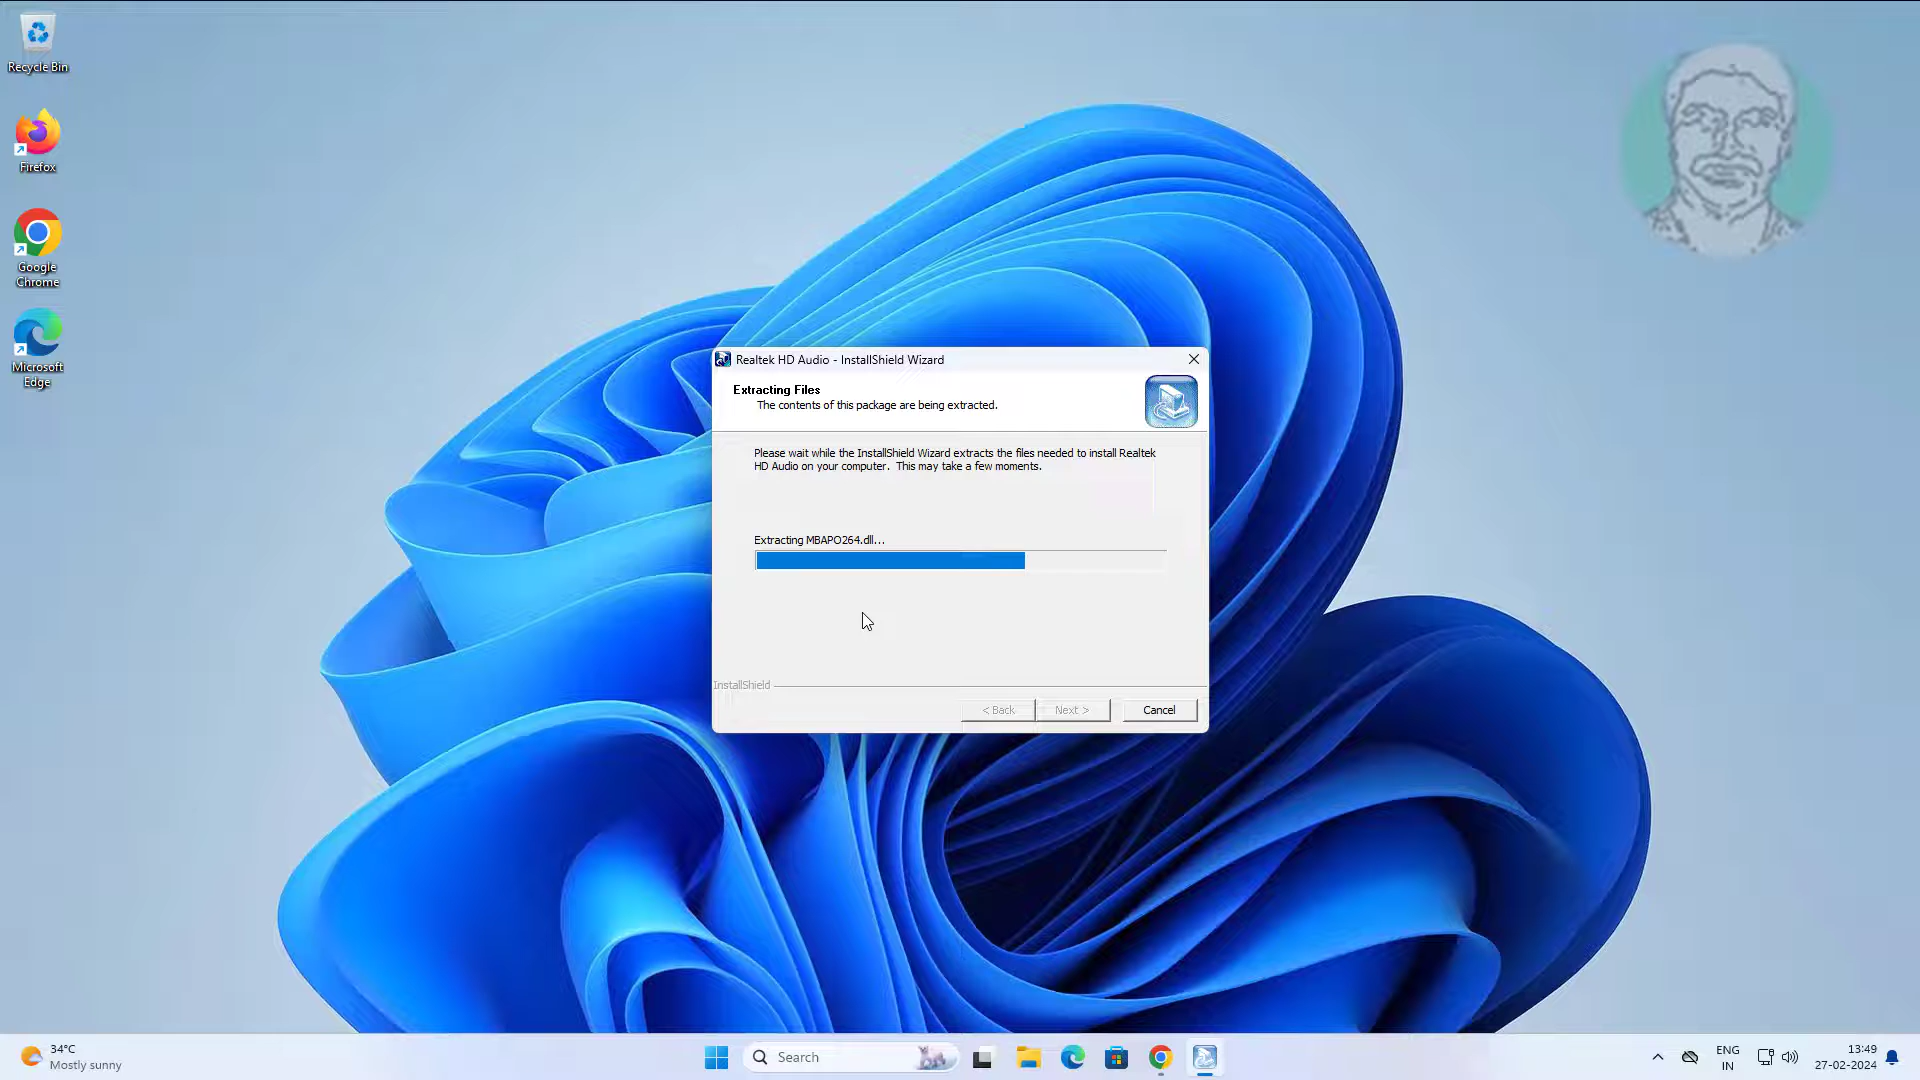 Recycle Bin
Firefox
Google
Chrome
Microsoft
Edge
Realtek HD Audio - InstallShield Wizard
Extracting Files
The contents of this package are being extracted.
Please wait while the InstallShield Wizard extracts the files needed to install Realtek
HD Audio on your computer.  This may take a few moments.
Extracting MBAPO264.dll...
InstallShield
< Back
Next >
Cancel
34°C
Mostly sunny
Search
ENG
IN
13:49
27-02-2024